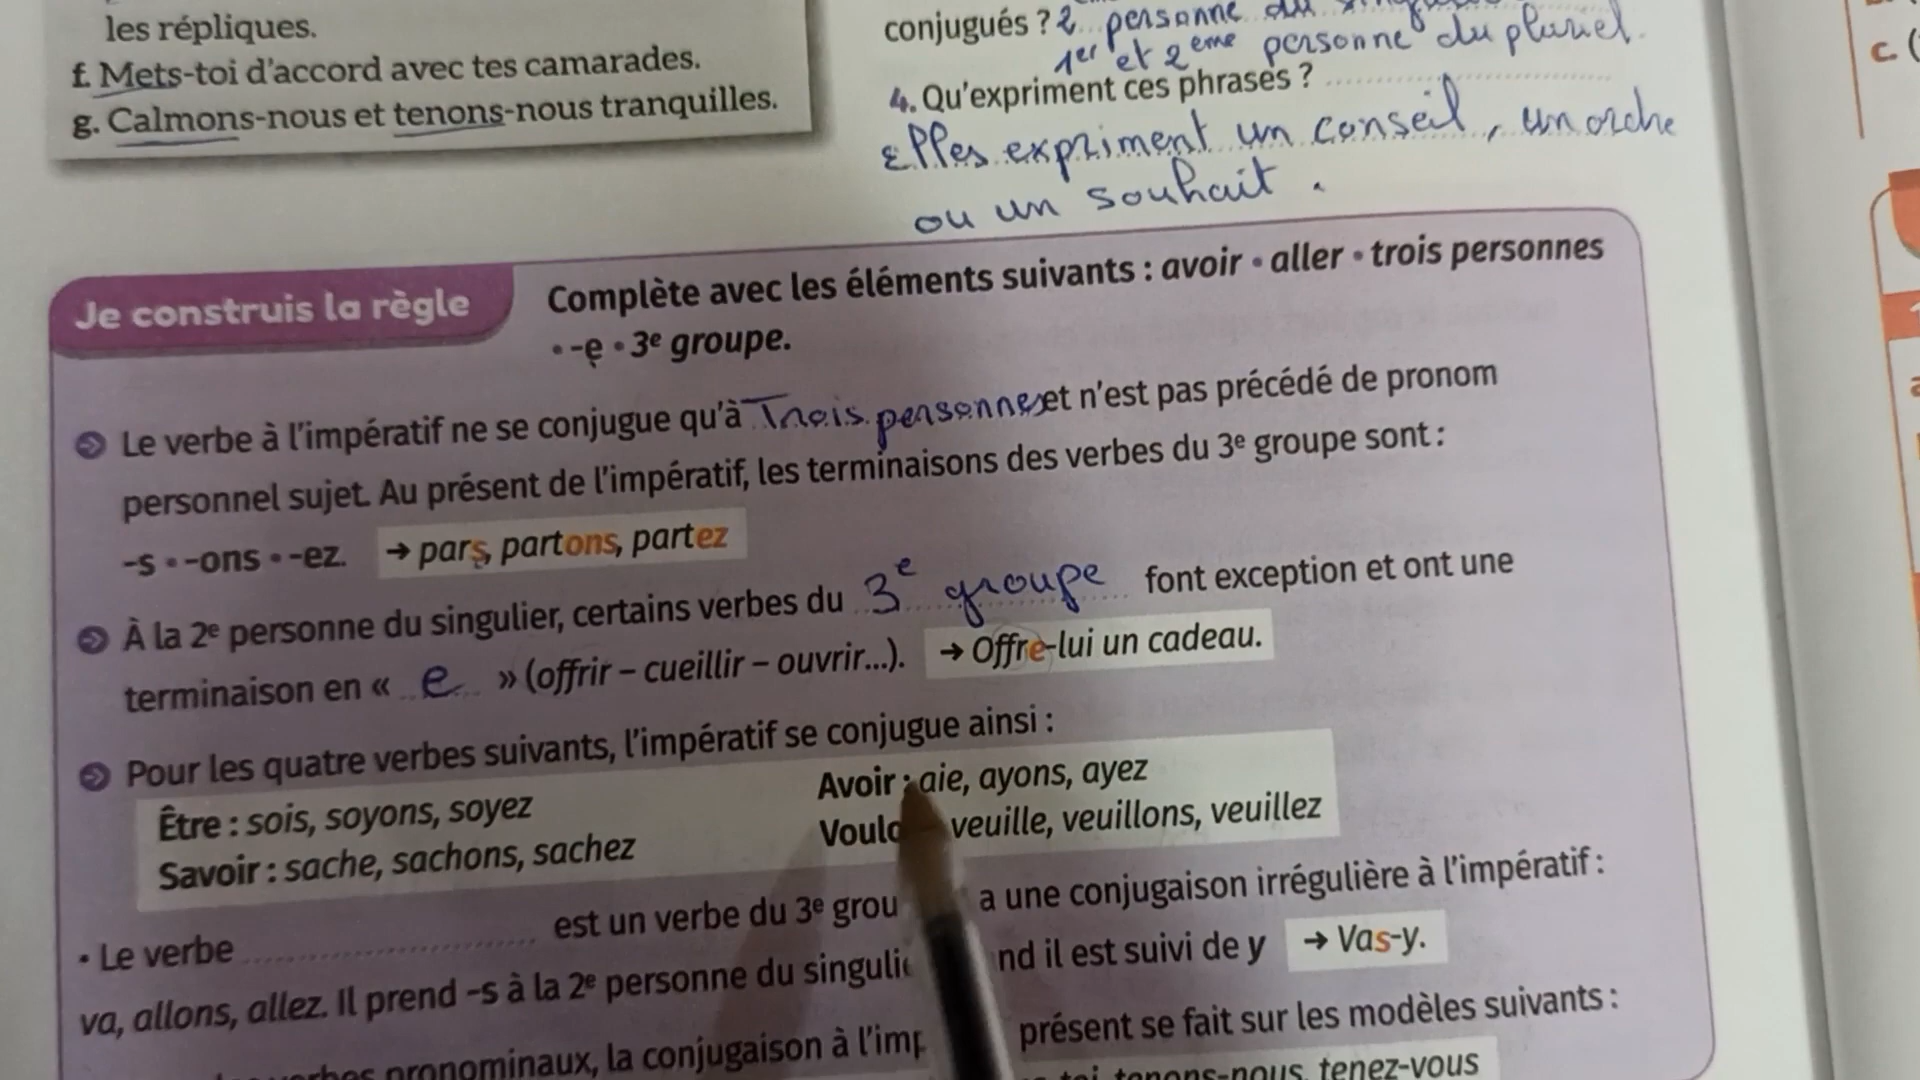 les répliques.
f. Mets-toi d'accord avec tes camarades.
g. Calmons-nous et tenons-nous tranquilles.
conjugués ? 2 personne du
1er et 2eme personne du pluriel.
4. Qu'expriment ces phrases ?
Elles expriment un conseil, un orche
ou un souhait.
c. (
Je construis la règle
Complète avec les éléments suivants : avoir • aller • trois personnes
• -e • 3e groupe.
Le verbe à l'impératif ne se conjugue qu'à Trois personnes et n'est pas précédé de pronom
personnel sujet. Au présent de l'impératif, les terminaisons des verbes du 3e groupe sont :
-s • -ons • -ez. → pars, partons, partez
À la 2e personne du singulier, certains verbes du 3e groupe font exception et ont une
terminaison en « e » (offrir – cueillir – ouvrir...). → Offre-lui un cadeau.
Pour les quatre verbes suivants, l'impératif se conjugue ainsi :
Être : sois, soyons, soyez
Avoir : aie, ayons, ayez
Savoir : sache, sachons, sachez
Voulo veuille, veuillons, veuillez
• Le verbe est un verbe du 3e grou a une conjugaison irrégulière à l'impératif :
va, allons, allez. Il prend -s à la 2e personne du singulie nd il est suivi de y → Vas-y.
pronominaux, la conjugaison à l'imp présent se fait sur les modèles suivants :
tenons-nous, tenez-vous